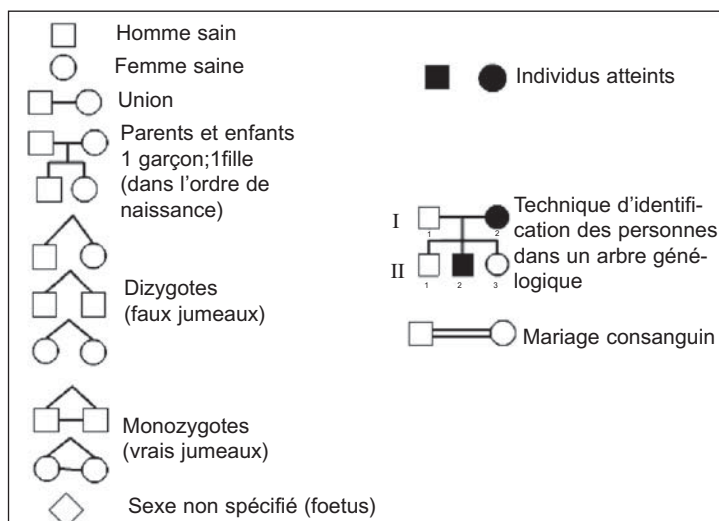 Homme sain
Femme saine
Union
Parents et enfants
1 garçon;1fille
(dans l'ordre de
naissance)
Dizygotes
(faux jumeaux)
Monozygotes
(vrais jumeaux)
Sexe non spécifié (foetus)
Individus atteints
I
1
2
Technique d'identifi-
cation des personnes
dans un arbre géné-
logique
II
1
2
3
Mariage consanguin